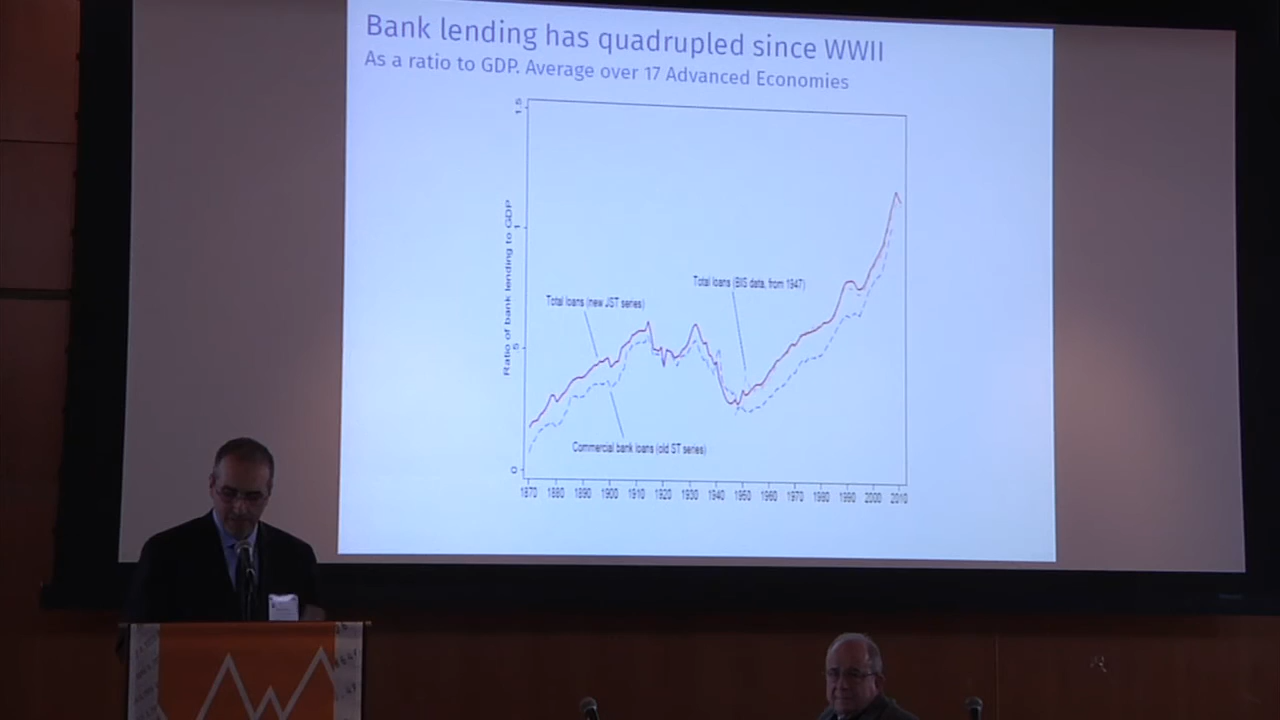 Bank lending has quadrupled since WWII
As a ratio to GDP. Average over 17 Advanced Economies
Ratio of bank lending to GDP
1.5
1
.5
0
Total loans (BIS data, from 1947)
Total loans (new JST series)
Commercial bank loans (old ST series)
1870 1880 1890 1900 1910 1920 1930 1940 1950 1960 1970 1980 1990 2000 2010